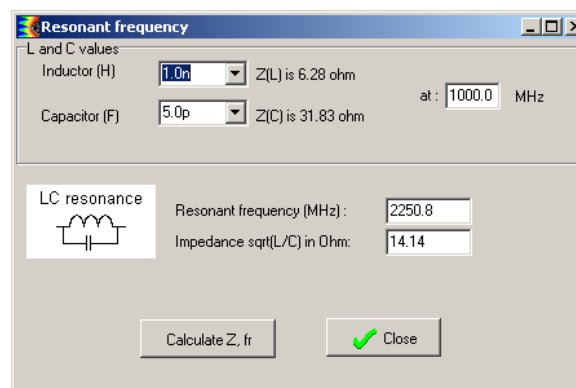 Resonant frequency
L and C values
Inductor (H) 1.0n Z(L) is 6.28 ohm
at : 1000.0 MHz
Capacitor (F) 5.0p Z(C) is 31.83 ohm
LC resonance
Resonant frequency (MHz) : 2250.8
Impedance sqrt(L/C) in Ohm: 14.14
Calculate Z, fr Close